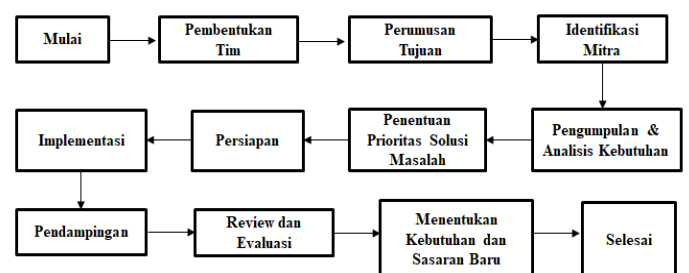 Mulai
Pembentukan
Tim
Perumusan
Tujuan
Identifikasi
Mitra
Pengumpulan &
Analisis Kebutuhan
Penentuan
Prioritas Solusi
Masalah
Persiapan
Implementasi
Pendampingan
Review dan
Evaluasi
Menentukan
Kebutuhan dan
Sasaran Baru
Selesai